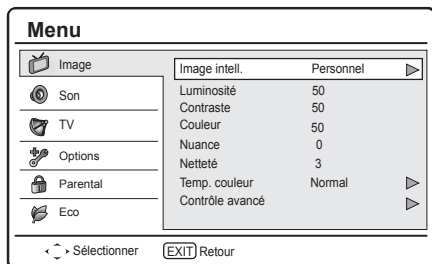 Menu
Image
Son
TV
Options
Parental
Eco
Image intell. Personnel
Luminosité 50
Contraste 50
Couleur 50
Nuance 0
Netteté 3
Temp. couleur Normal
Contrôle avancé
Sélectionner EXIT Retour